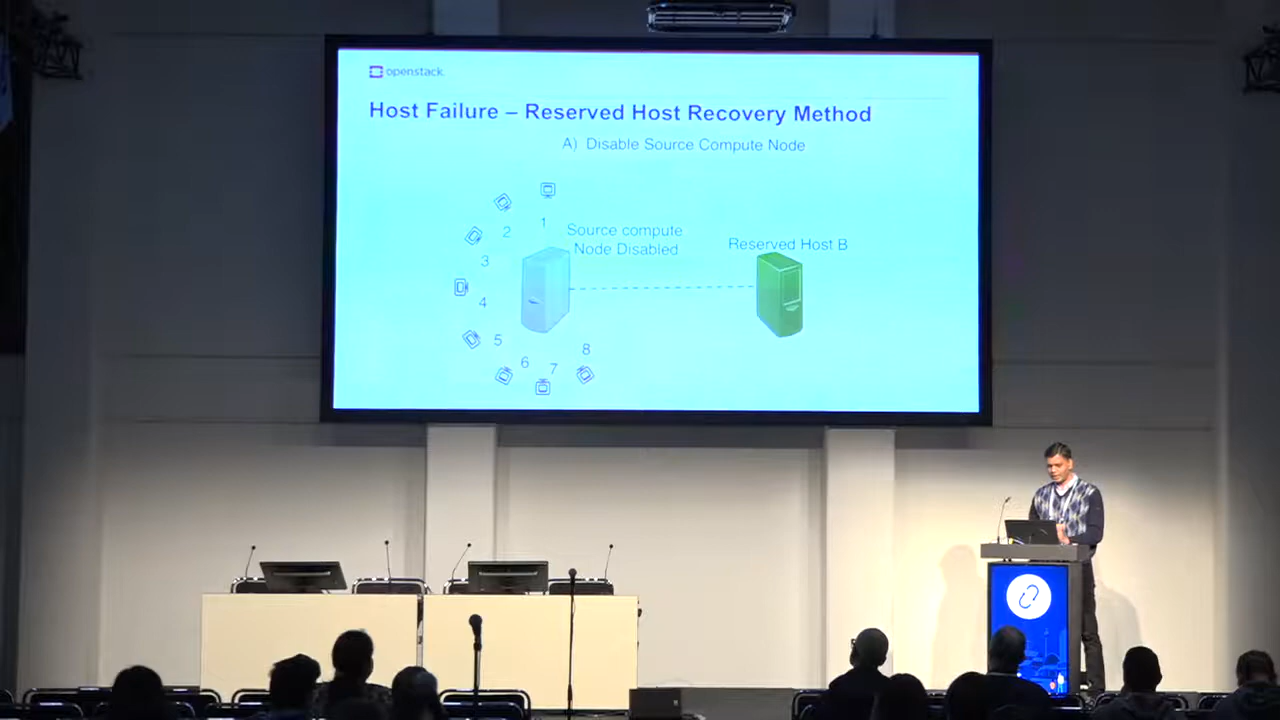 openstack.
Host Failure – Reserved Host Recovery Method
A) Disable Source Compute Node
1
2
3
4
5
6
7
8
Source compute
Node Disabled
Reserved Host B